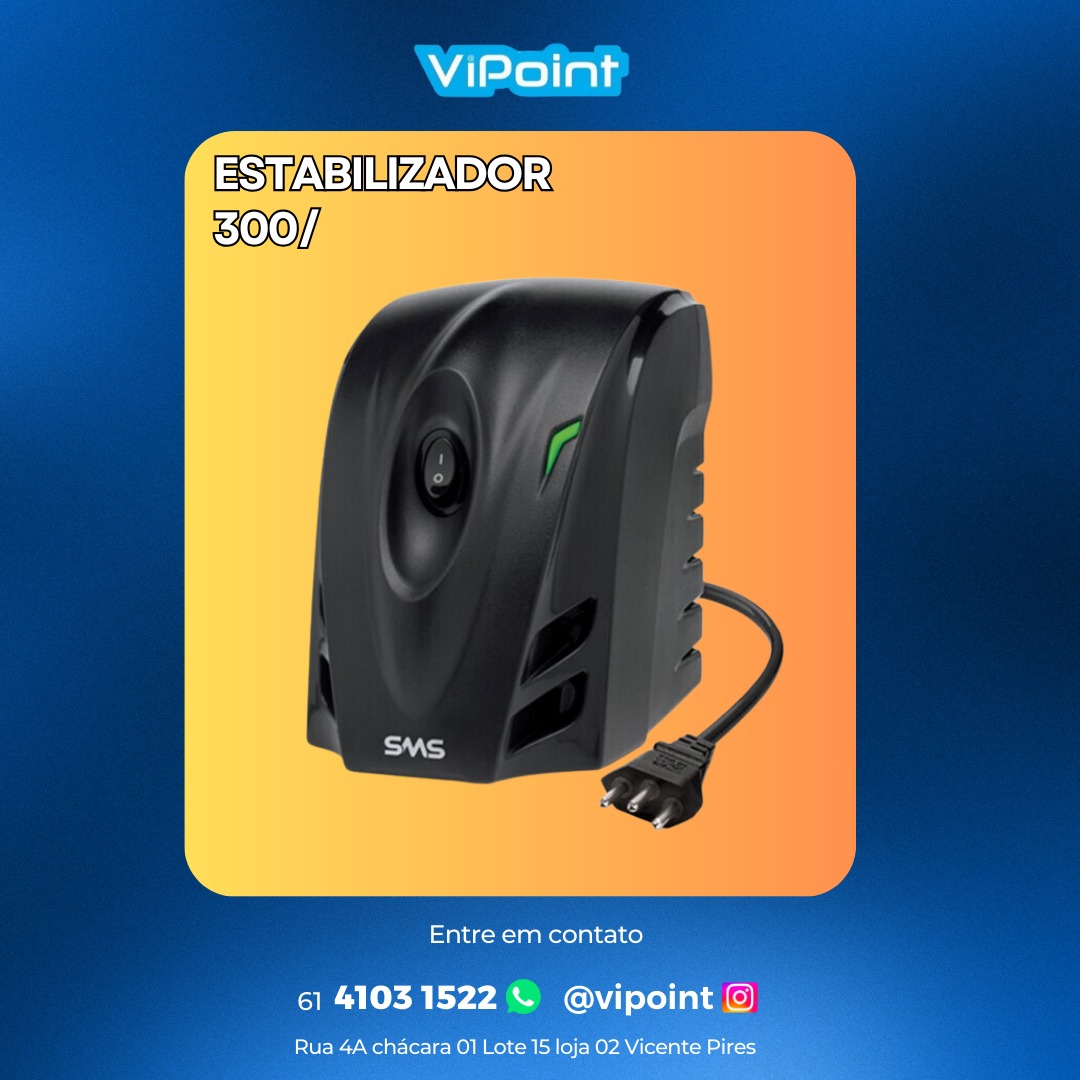 ViPoint
ESTABILIZADOR
300/
I
O
SMS
Entre em contato
61 4103 1522 @vipoint
Rua 4A chácara 01 Lote 15 loja 02 Vicente Pires